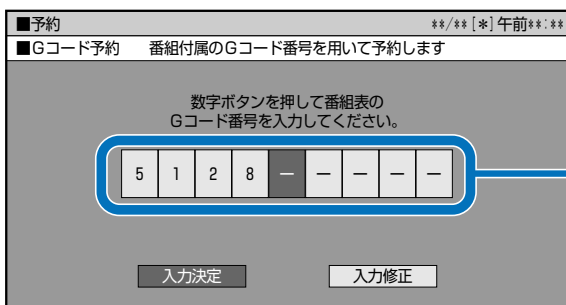 ■予約 **/**[*]午前**:**
■Gコード予約 番組付属のGコード番号を用いて予約します
数字ボタンを押して番組表の
Gコード番号を入力してください。
5 1 2 8 － － － － －
入力決定 入力修正